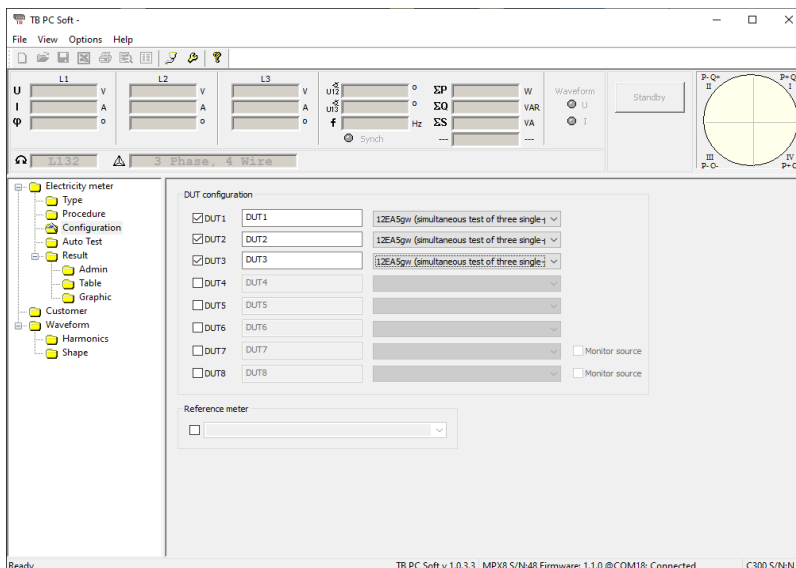 TB PC Soft -
File View Options Help
L1 L2 L3
U V V V U12 ° ΣP W Waveform
I A A A U13 ° ΣQ VAR U
φ ° ° ° f Hz ΣS VA I
Synch --- ---
Standby
P- Q+ P+ Q
II I
III IV
P- Q- P+ Q
L132 3 Phase, 4 Wire
Electricity meter
Type
Procedure
Configuration
Auto Test
Result
Admin
Table
Graphic
Customer
Waveform
Harmonics
Shape
DUT configuration
DUT1 DUT1 12EA5gw (simultaneous test of three single-
DUT2 DUT2 12EA5gw (simultaneous test of three single-
DUT3 DUT3 12EA5gw (simultaneous test of three single-
DUT4 DUT4
DUT5 DUT5
DUT6 DUT6
DUT7 DUT7 Monitor source
DUT8 DUT8 Monitor source
Reference meter
Ready TB PC Soft v 1.0.3.3 MPX8 S/N:48 Firmware: 1.1.0 @COM18: Connected C300 S/N:N